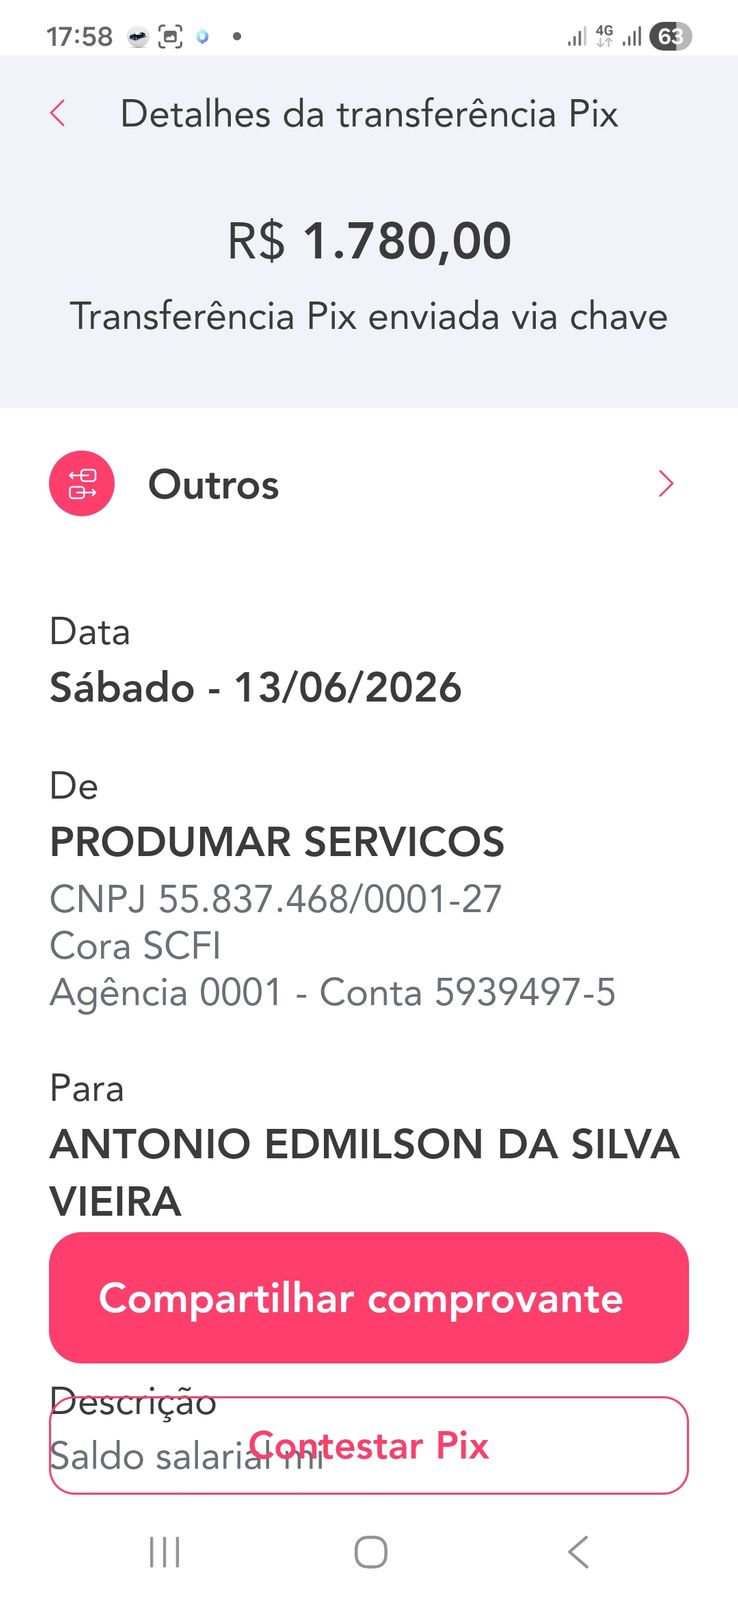 17:58
4G
63
Detalhes da transferência Pix
R$ 1.780,00
Transferência Pix enviada via chave
Outros
Data
Sábado - 13/06/2026
De
PRODUMAR SERVICOS
CNPJ 55.837.468/0001-27
Cora SCFI
Agência 0001 - Conta 5939497-5
Para
ANTONIO EDMILSON DA SILVA
VIEIRA
Compartilhar comprovante
Descrição
Saldo salarial
Contestar Pix